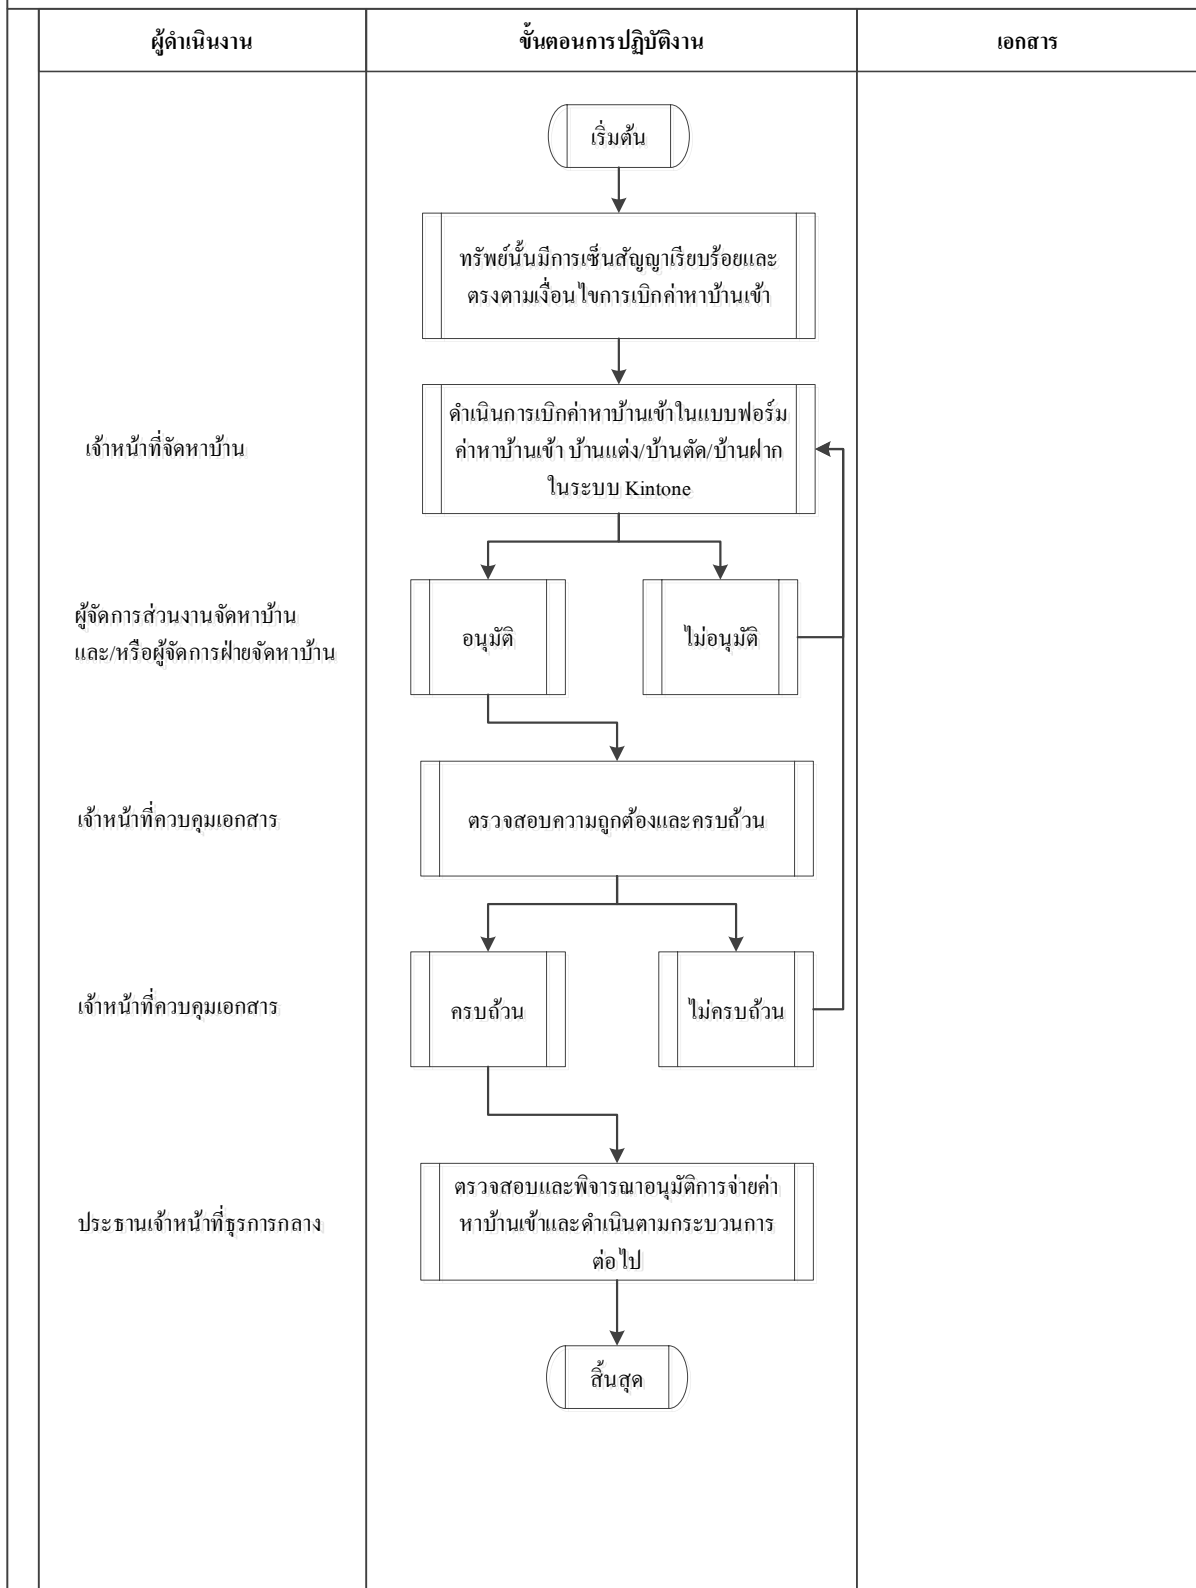 ผู้ดำเนินงาน
ขั้นตอนการปฏิบัติงาน
เอกสาร
เริ่มต้น
ทรัพย์นั้นมีการเซ็นสัญญาเรียบร้อยและ
ตรงตามเงื่อนไขการเบิกค่าหาบ้านเข้า
เจ้าหน้าที่จัดหาบ้าน
ดำเนินการเบิกค่าหาบ้านเข้าในแบบฟอร์ม
ค่าหาบ้านเข้า บ้านแต่ง/บ้านตัด/บ้านฝาก
ในระบบ Kintone
ผู้จัดการส่วนงานจัดหาบ้าน
และ/หรือผู้จัดการฝ่ายจัดหาบ้าน
อนุมัติ
ไม่อนุมัติ
เจ้าหน้าที่ควบคุมเอกสาร
ตรวจสอบความถูกต้องและครบถ้วน
เจ้าหน้าที่ควบคุมเอกสาร
ครบถ้วน
ไม่ครบถ้วน
ประธานเจ้าหน้าที่ธุรการกลาง
ตรวจสอบและพิจารณาอนุมัติการจ่ายค่า
หาบ้านเข้าและดำเนินตามกระบวนการ
ต่อไป
สิ้นสุด